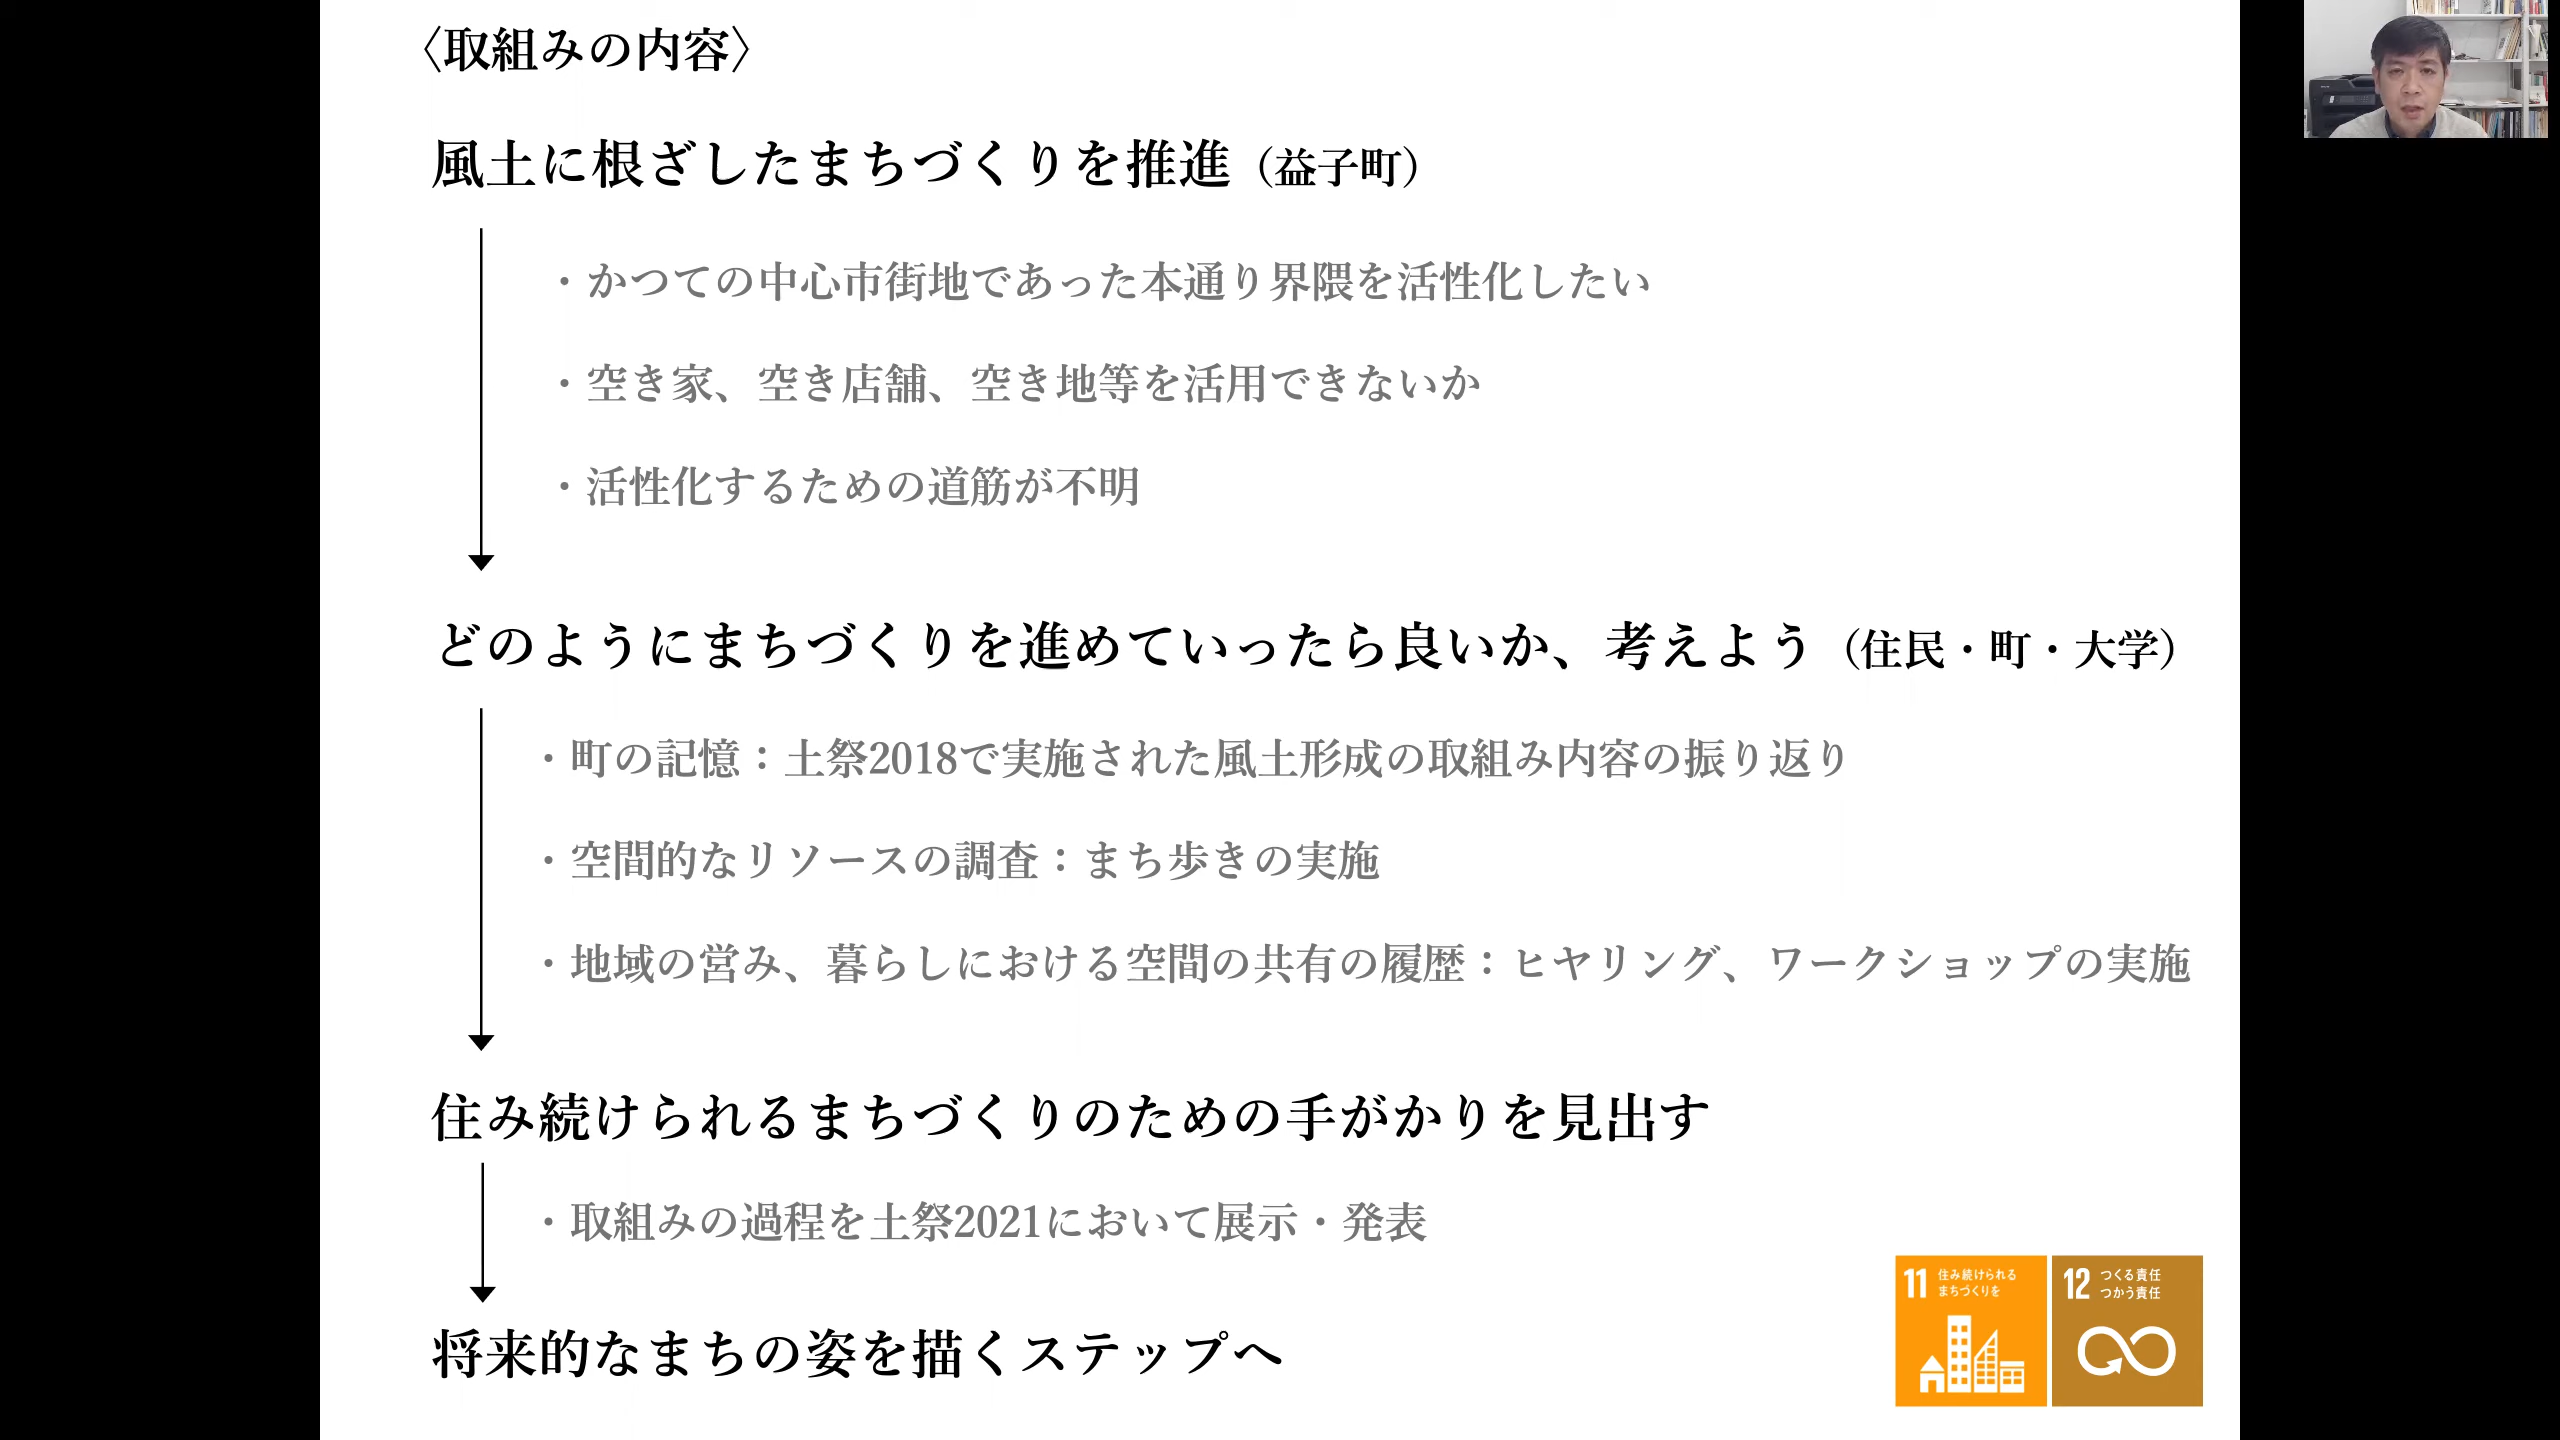 〈取組みの内容〉
風土に根ざしたまちづくりを推進（益子町）
・かつての中心市街地であった本通り界隈を活性化したい
・空き家、空き店舗、空き地等を活用できないか
・活性化するための道筋が不明
どのようにまちづくりを進めていったら良いか、考えよう（住民・町・大学）
・町の記憶：土祭2018で実施された風土形成の取組み内容の振り返り
・空間的なリソースの調査：まち歩きの実施
・地域の営み、暮らしにおける空間の共有の履歴：ヒヤリング、ワークショップの実施
住み続けられるまちづくりのための手がかりを見出す
・取組みの過程を土祭2021において展示・発表
将来的なまちの姿を描くステップへ
11 住み続けられる
まちづくりを
12 つくる責任
つかう責任